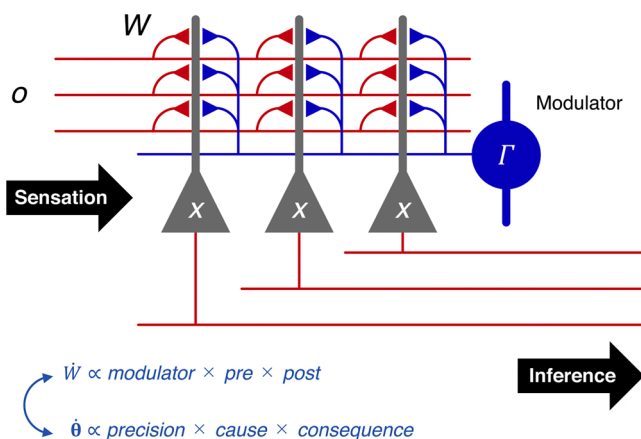 W
o
Modulator
Γ
Sensation
x x x
Inference
Ẇ ∝ modulator × pre × post
θ̇ ∝ precision × cause × consequence